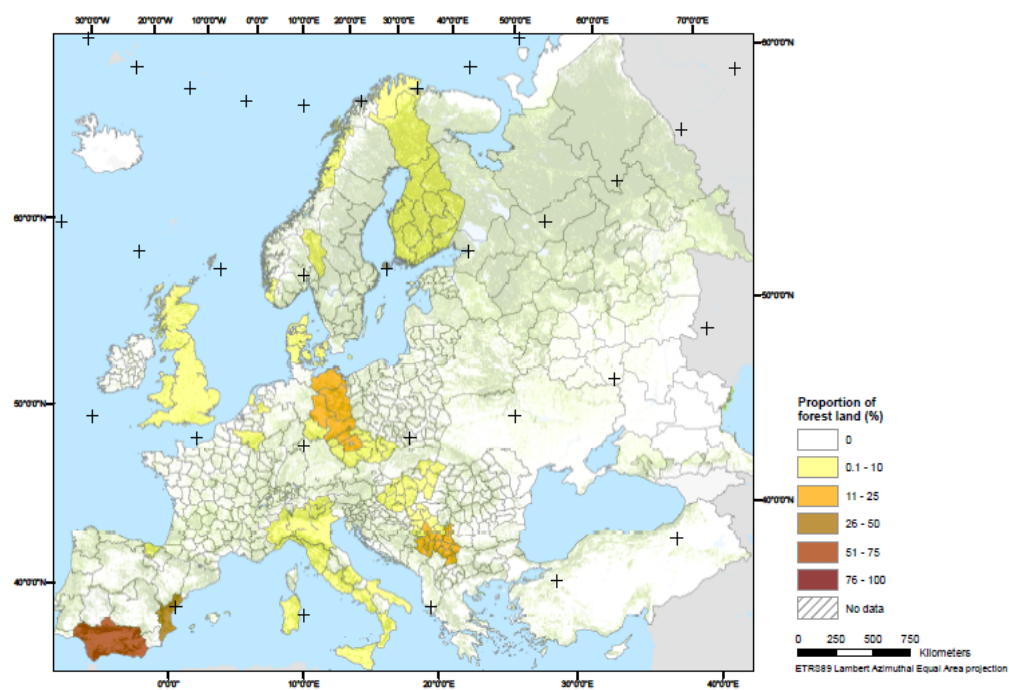 30°0'0"W 20°0'0"W 10°0'0"W 0°0'0" 10°0'0"E 20°0'0"E 30°0'0"E 40°0'0"E 50°0'0"E 60°0'0"E 70°0'0"E
60°0'0"N
60°0'0"N
50°0'0"N
50°0'0"N
40°0'0"N
40°0'0"N
Proportion of
forest land (%)
0
0.1 - 10
11 - 25
26 - 50
51 - 75
76 - 100
No data
0 250 500 750
Kilometers
ETRS89 Lambert Azimuthal Equal Area projection
0°0'0" 10°0'0"E 20°0'0"E 30°0'0"E 40°0'0"E